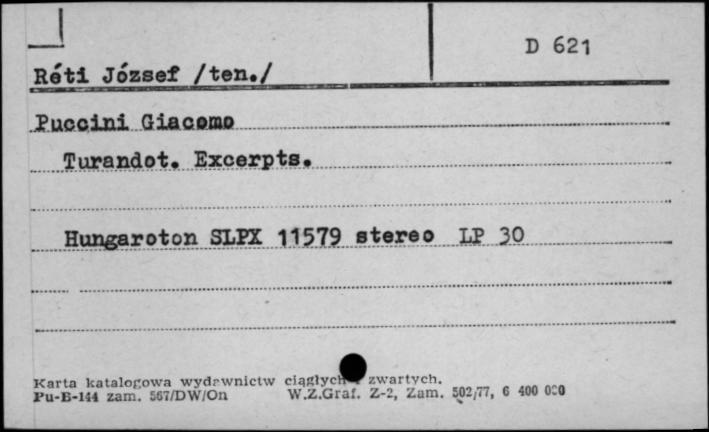 D 621
Réti József /ten./
Puccini Giacomo
Turandot. Excerpts.
Hungaroton SLPX 11579 stereo LP 30
Karta katalogowa wydawnictw ciągłych i zwartych.
Pu-B-144 zam. 567/DW/On W.Z.Graf. Z-2, Zam. 502/77, 6 400 000